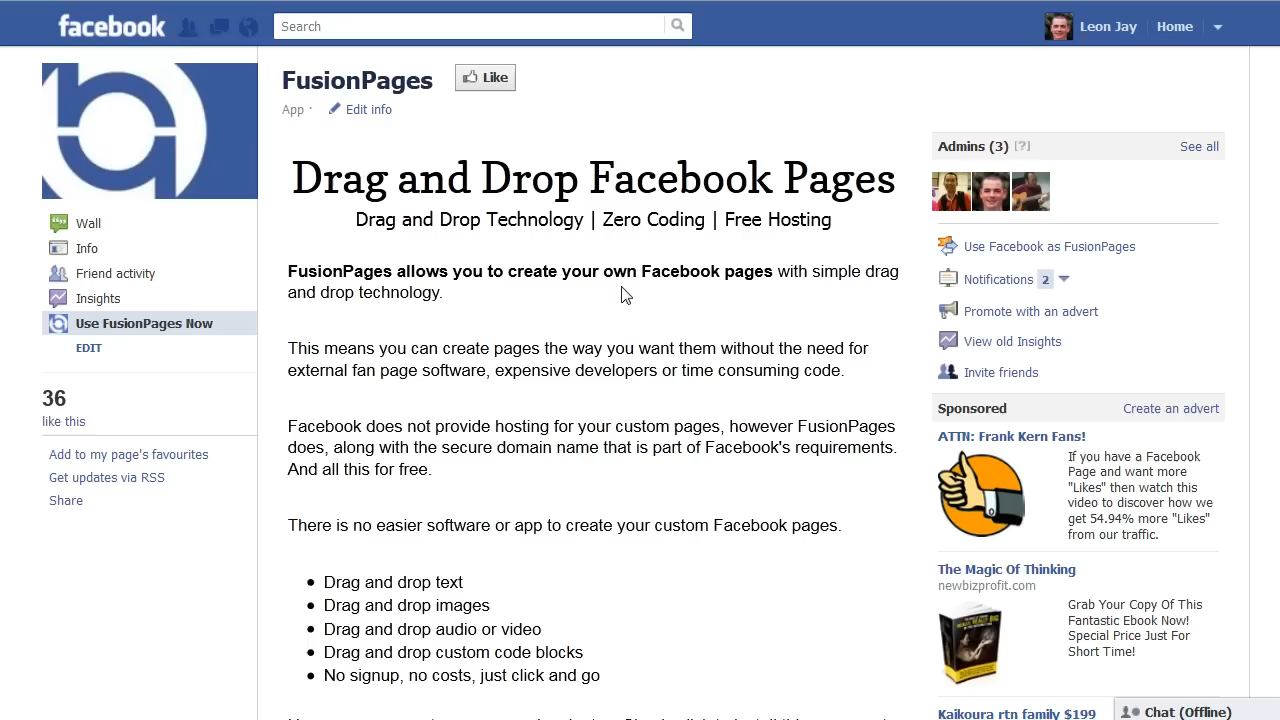 facebook
Search
Leon Jay
Home
FusionPages
Like
App ·
Edit info
Wall
Info
Friend activity
Insights
Use FusionPages Now
EDIT
36
like this
Add to my page's favourites
Get updates via RSS
Share
Drag and Drop Facebook Pages
Drag and Drop Technology | Zero Coding | Free Hosting
FusionPages allows you to create your own Facebook pages with simple drag
and drop technology.
This means you can create pages the way you want them without the need for
external fan page software, expensive developers or time consuming code.
Facebook does not provide hosting for your custom pages, however FusionPages
does, along with the secure domain name that is part of Facebook's requirements.
And all this for free.
There is no easier software or app to create your custom Facebook pages.
• Drag and drop text
• Drag and drop images
• Drag and drop audio or video
• Drag and drop custom code blocks
• No signup, no costs, just click and go
Admins (3) [?]
See all
Use Facebook as FusionPages
Notifications 2
Promote with an advert
View old Insights
Invite friends
Sponsored
Create an advert
ATTN: Frank Kern Fans!
If you have a Facebook
Page and want more
"Likes" then watch this
video to discover how we
get 54.94% more "Likes"
from our traffic.
The Magic Of Thinking
newbizprofit.com
Grab Your Copy Of This
Fantastic Ebook Now!
Special Price Just For
Short Time!
Kaikoura rtn family $199
Chat (Offline)